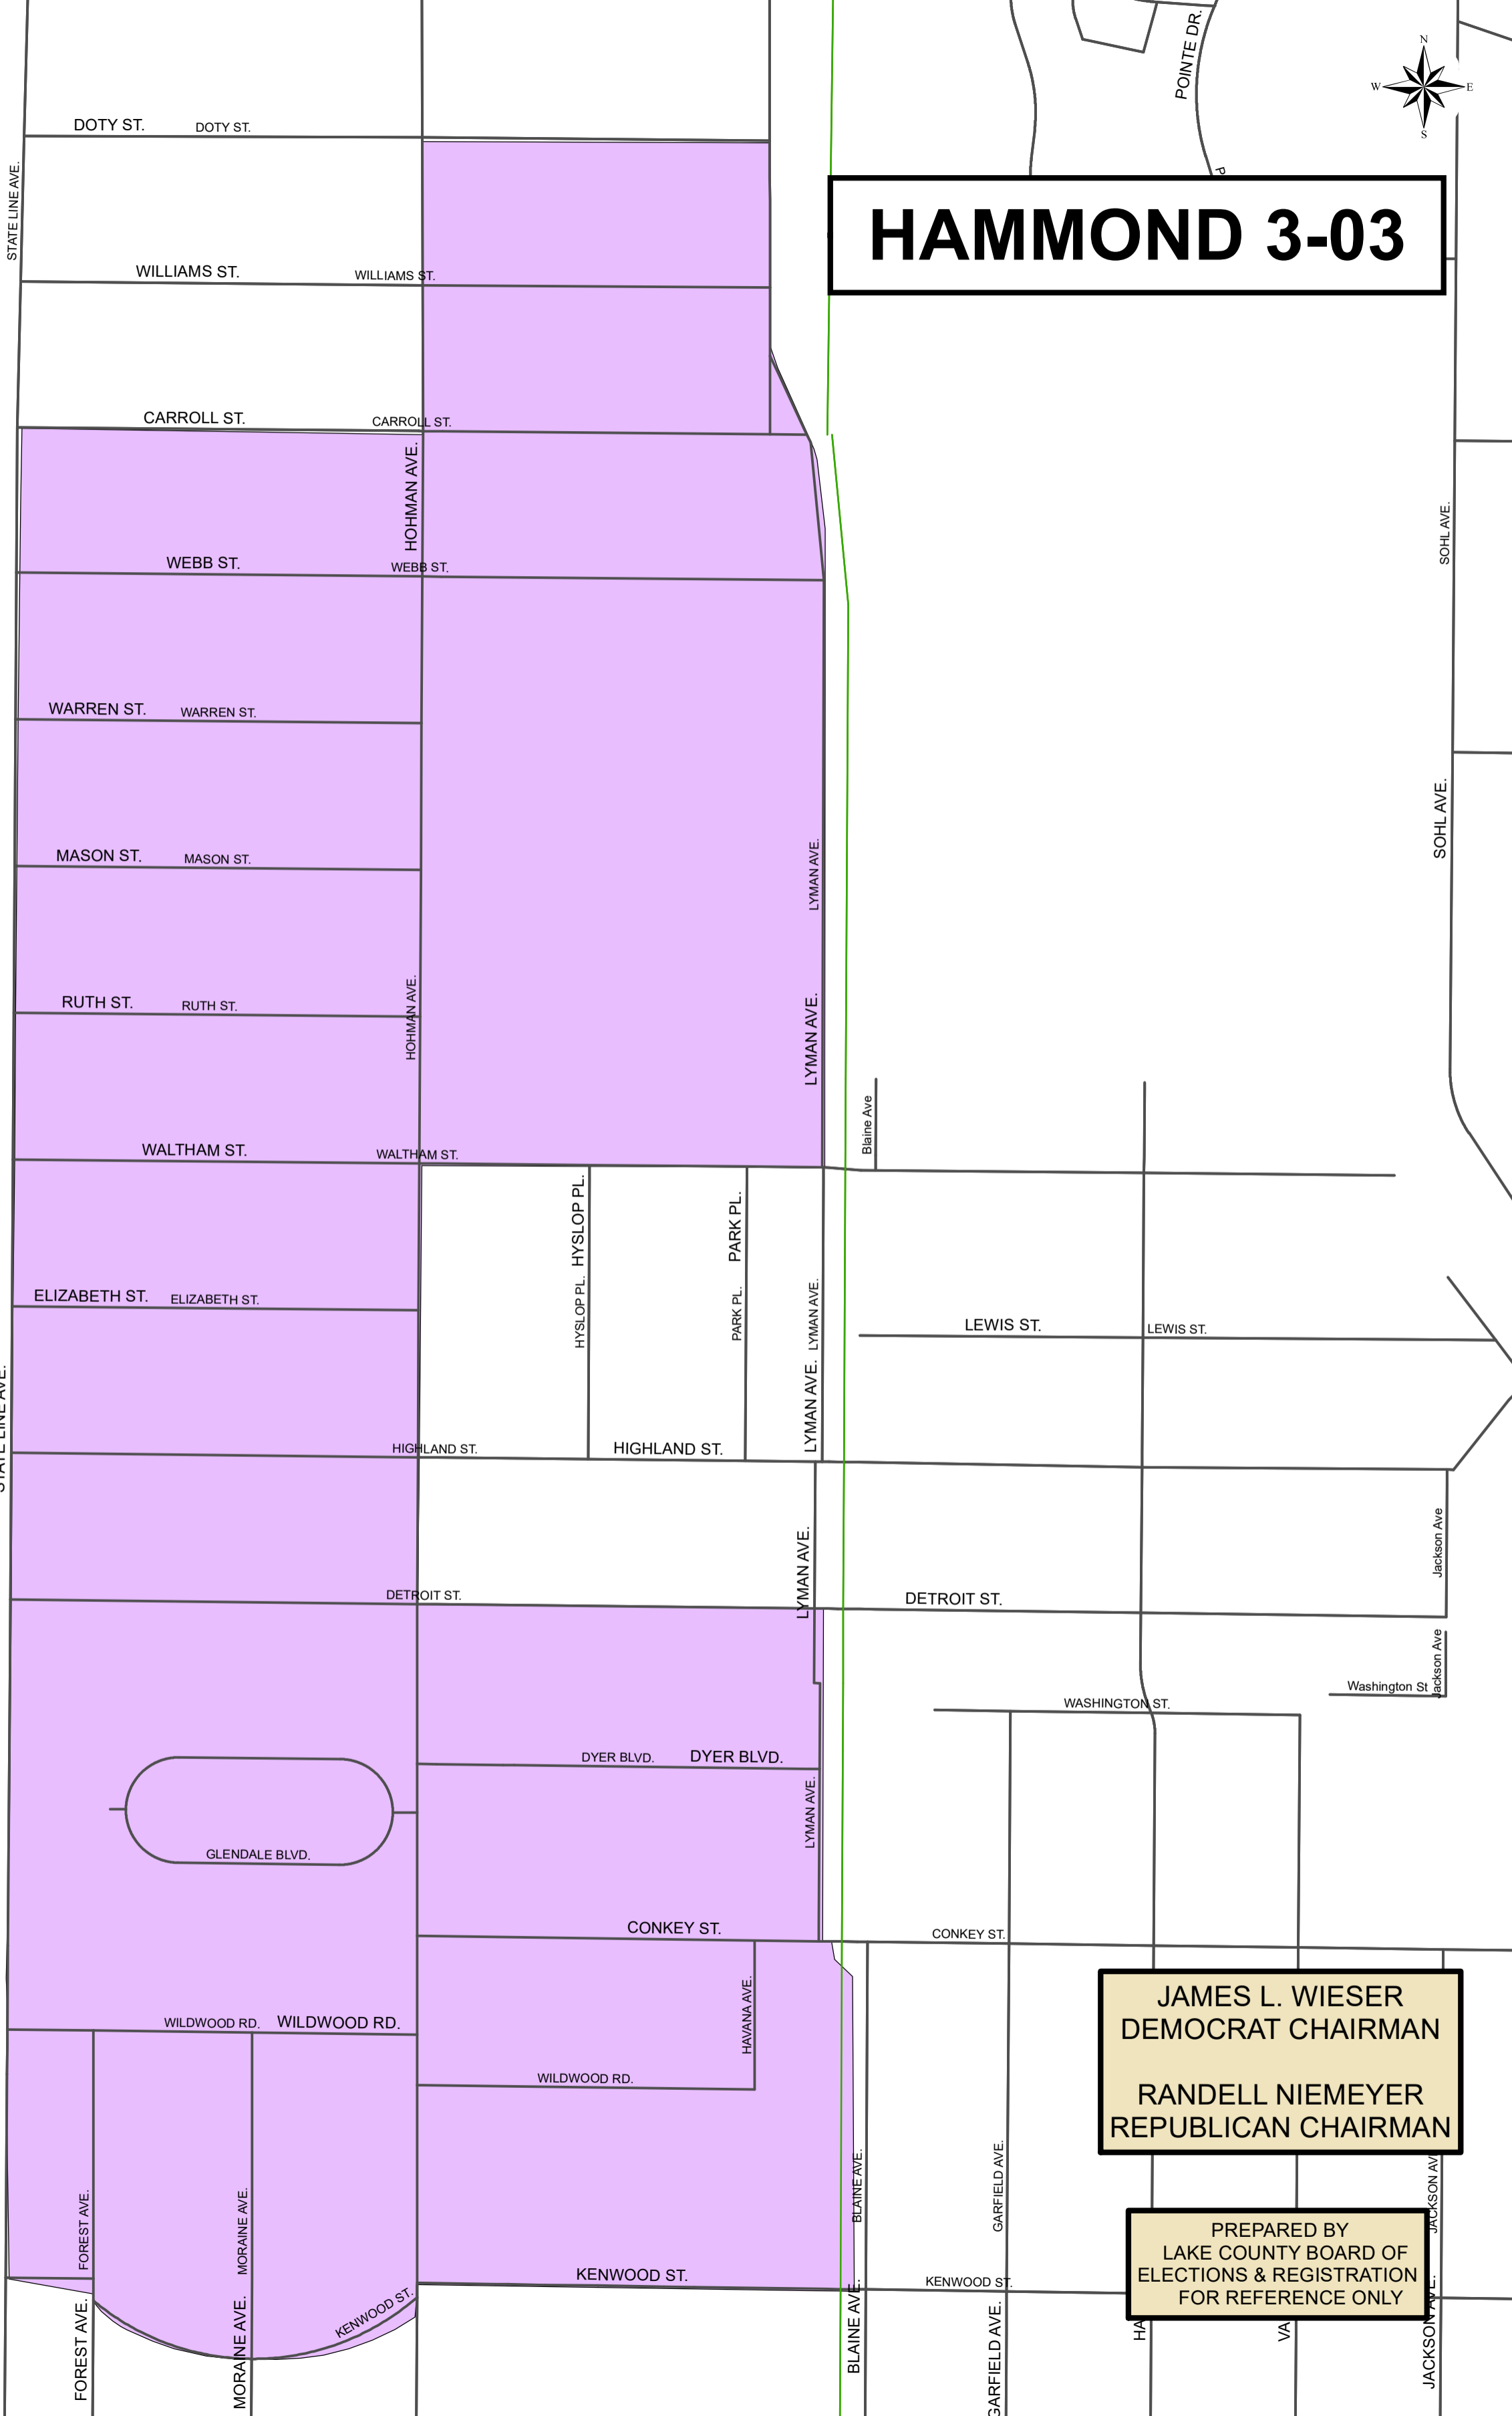 POINTE DR.
N
W
E
S
P
DOTY ST.
DOTY ST.
STATE LINE AVE.
HAMMOND 3-03
WILLIAMS ST.
WILLIAMS ST.
CARROLL ST.
CARROLL ST.
HOHMAN AVE.
SOHL AVE.
WEBB ST.
WEBB ST.
WARREN ST.
WARREN ST.
SOHL AVE.
LYMAN AVE.
MASON ST.
MASON ST.
RUTH ST.
RUTH ST.
HOHMAN AVE.
LYMAN AVE.
Blaine Ave
WALTHAM ST.
WALTHAM ST.
HYSLOP PL.
PARK PL.
ELIZABETH ST.
ELIZABETH ST.
HYSLOP PL.
PARK PL.
LYMAN AVE.
LEWIS ST.
LEWIS ST.
STATE LINE AVE.
LYMAN AVE.
HIGHLAND ST.
HIGHLAND ST.
Jackson Ave
LYMAN AVE.
DETROIT ST.
DETROIT ST.
Jackson Ave
Washington St
WASHINGTON ST.
DYER BLVD.
DYER BLVD.
LYMAN AVE.
GLENDALE BLVD.
CONKEY ST.
CONKEY ST.
HAVANA AVE.
WILDWOOD RD.
WILDWOOD RD.
WILDWOOD RD.
JAMES L. WIESER
DEMOCRAT CHAIRMAN
RANDELL NIEMEYER
REPUBLICAN CHAIRMAN
FOREST AVE.
MORAINE AVE.
BLAINE AVE.
GARFIELD AVE.
JACKSON AVE.
PREPARED BY
LAKE COUNTY BOARD OF
ELECTIONS & REGISTRATION
FOR REFERENCE ONLY
KENWOOD ST.
KENWOOD ST.
KENWOOD ST.
FOREST AVE.
MORAINE AVE.
BLAINE AVE.
GARFIELD AVE.
HA
VA
JACKSON AVE.